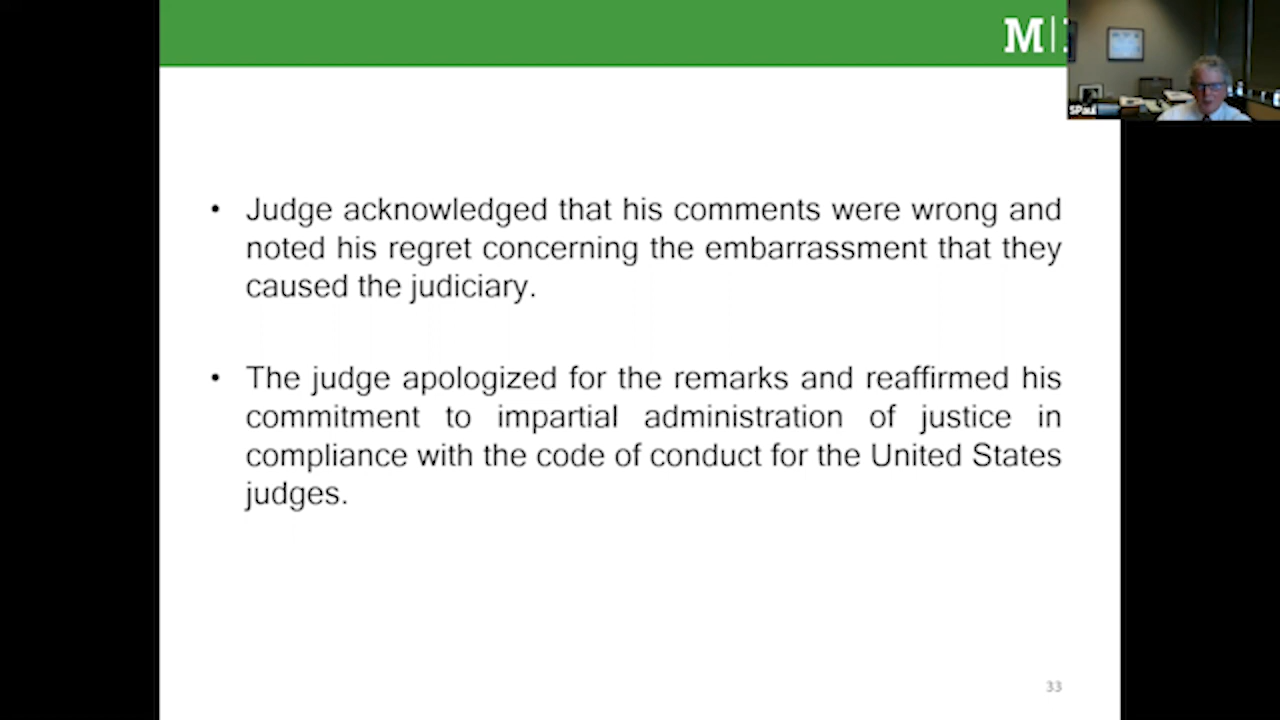 M|
SPaul
• Judge acknowledged that his comments were wrong and
noted his regret concerning the embarrassment that they
caused the judiciary.
• The judge apologized for the remarks and reaffirmed his
commitment to impartial administration of justice in
compliance with the code of conduct for the United States
judges.
33